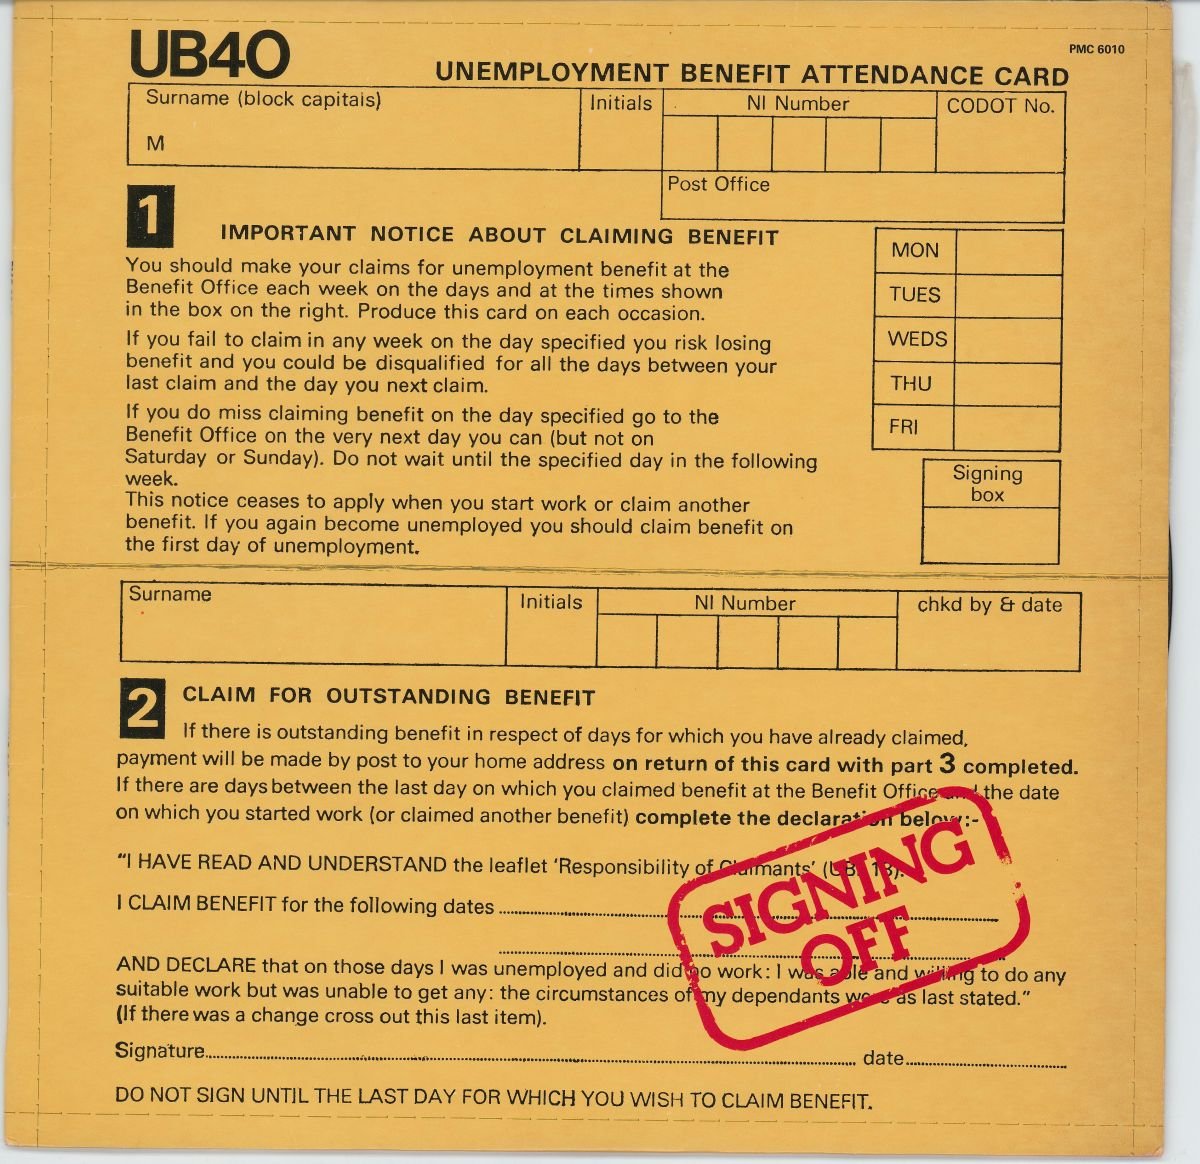 UB40
PMC 6010
UNEMPLOYMENT BENEFIT ATTENDANCE CARD
Surname (block capitals)
Initials
NI Number
CODOT No.
M
Post Office
1
IMPORTANT NOTICE ABOUT CLAIMING BENEFIT
You should make your claims for unemployment benefit at the
Benefit Office each week on the days and at the times shown
in the box on the right. Produce this card on each occasion.
If you fail to claim in any week on the day specified you risk losing
benefit and you could be disqualified for all the days between your
last claim and the day you next claim.
If you do miss claiming benefit on the day specified go to the
Benefit Office on the very next day you can (but not on
Saturday or Sunday). Do not wait until the specified day in the following
week.
This notice ceases to apply when you start work or claim another
benefit. If you again become unemployed you should claim benefit on
the first day of unemployment.
MON
TUES
WEDS
THU
FRI
Signing
box
Surname
Initials
NI Number
chkd by & date
2
CLAIM FOR OUTSTANDING BENEFIT
If there is outstanding benefit in respect of days for which you have already claimed,
payment will be made by post to your home address on return of this card with part 3 completed.
If there are days between the last day on which you claimed benefit at the Benefit Office and the date
on which you started work (or claimed another benefit) complete the declaration below:-
"I HAVE READ AND UNDERSTAND the leaflet 'Responsibility of Claimants' (UBL 18).
I CLAIM BENEFIT for the following dates
AND DECLARE that on those days I was unemployed and did no work: I was able and willing to do any
suitable work but was unable to get any: the circumstances of my dependants were as last stated."
(If there was a change cross out this last item).
Signature
date
DO NOT SIGN UNTIL THE LAST DAY FOR WHICH YOU WISH TO CLAIM BENEFIT.
SIGNING
OFF